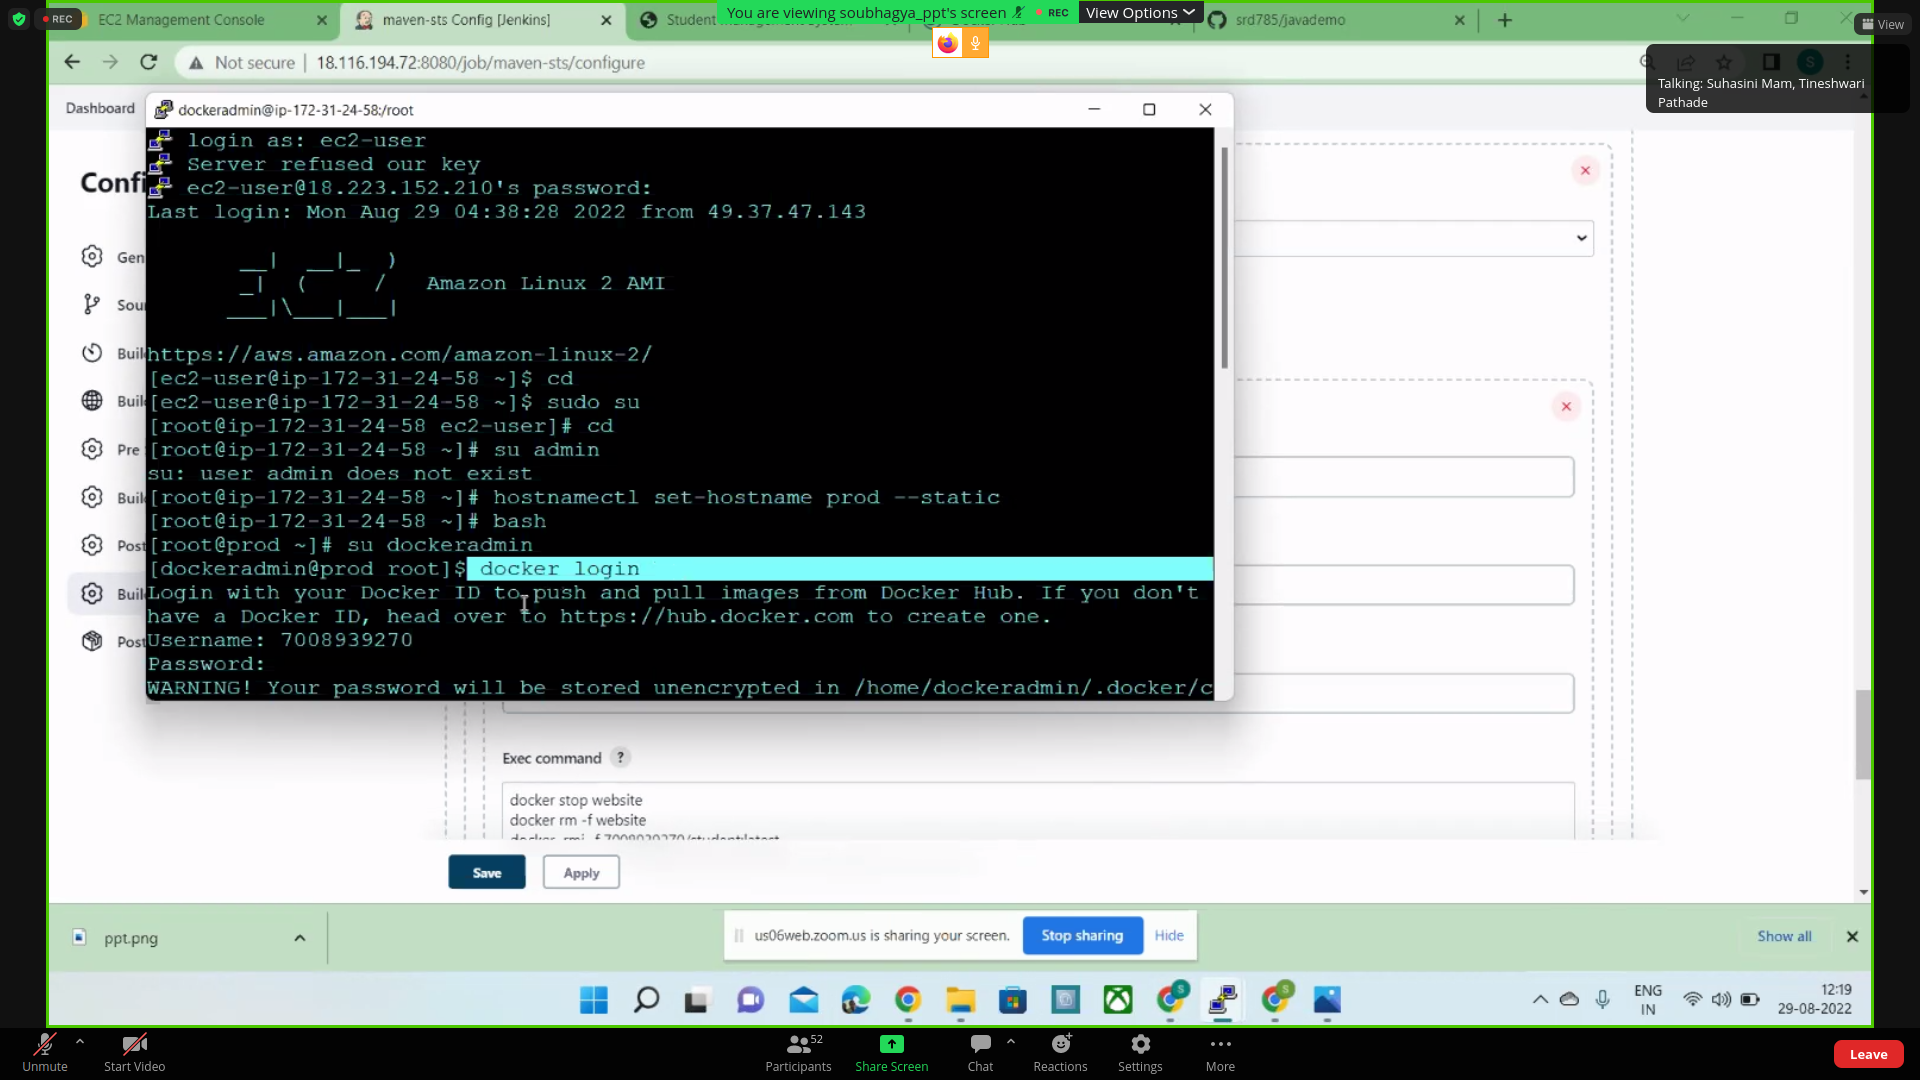 REC
EC2 Management Console
maven-sts Config [Jenkins]
You are viewing soubhagya_ppt's screen
REC
View Options
srd785/javademo
View
Not secure
18.116.194.72:8080/job/maven-sts/configure
Talking: Suhasini Mam, Tineshwari
Pathade
Dashboard
dockeradmin@ip-172-31-24-58:/root
login as: ec2-user
Server refused our key
ec2-user@18.223.152.210's password:
Last login: Mon Aug 29 04:38:28 2022 from 49.37.47.143
__|  __|_  )
_|  (     /   Amazon Linux 2 AMI
___|\___|___|
https://aws.amazon.com/amazon-linux-2/
[ec2-user@ip-172-31-24-58 ~]$ cd
[ec2-user@ip-172-31-24-58 ~]$ sudo su
[root@ip-172-31-24-58 ec2-user]# cd
[root@ip-172-31-24-58 ~]# su admin
su: user admin does not exist
[root@ip-172-31-24-58 ~]# hostnamectl set-hostname prod --static
[root@ip-172-31-24-58 ~]# bash
[root@prod ~]# su dockeradmin
[dockeradmin@prod root]$ docker login
Login with your Docker ID to push and pull images from Docker Hub. If you don't
have a Docker ID, head over to https://hub.docker.com to create one.
Username: 7008939270
Password:
WARNING! Your password will be stored unencrypted in /home/dockeradmin/.docker/c
Confi
Gen
Sour
Buil
Buil
Pre
Buil
Post
Buil
Post
Exec command ?
docker stop website
docker rm -f website
docker rmi -f 7008939270/student:latest
Save
Apply
ppt.png
us06web.zoom.us is sharing your screen.
Stop sharing
Hide
Show all
ENG
IN
12:19
29-08-2022
Unmute
Start Video
52
Participants
Share Screen
Chat
Reactions
Settings
More
Leave